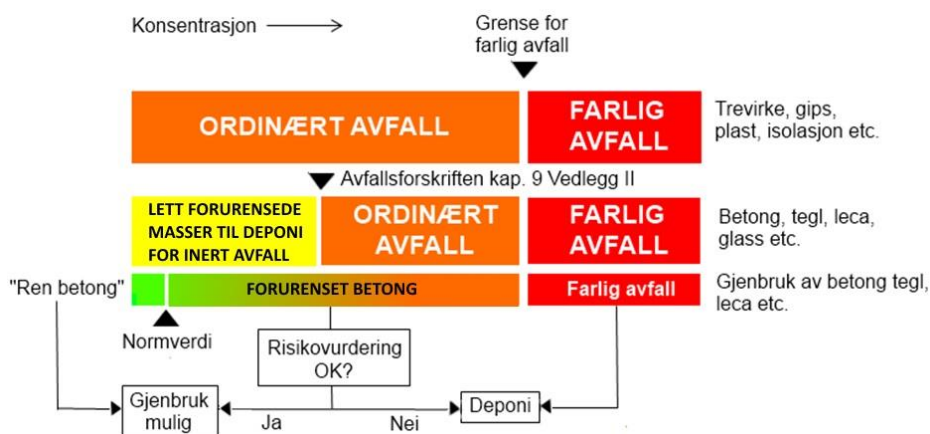 Konsentrasjon
Grense for
farlig avfall
ORDINÆRT AVFALL
FARLIG
AVFALL
Trevirke, gips,
plast, isolasjon etc.
Avfallsforskriften kap. 9 Vedlegg II
LETT FORURENSEDE
MASSER TIL DEPONI
FOR INERT AVFALL
ORDINÆRT
AVFALL
FARLIG
AVFALL
Betong, tegl, leca,
glass etc.
"Ren betong"
FORURENSET BETONG
Farlig avfall
Gjenbruk av betong tegl,
leca etc.
Normverdi
Risikovurdering
OK?
Gjenbruk
mulig
Ja
Nei
Deponi